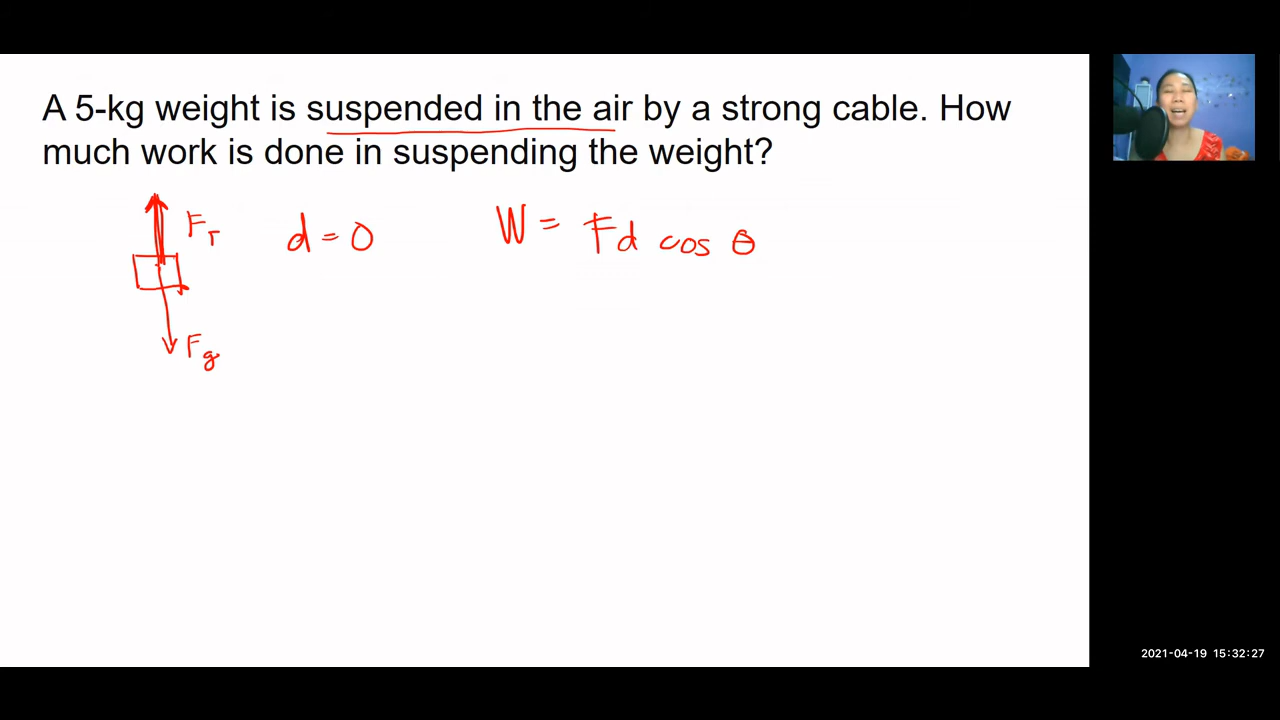 A 5-kg weight is suspended in the air by a strong cable. How
much work is done in suspending the weight?
F_T
d = 0
W = Fd cos θ
F_g
2021-04-19 15:32:27